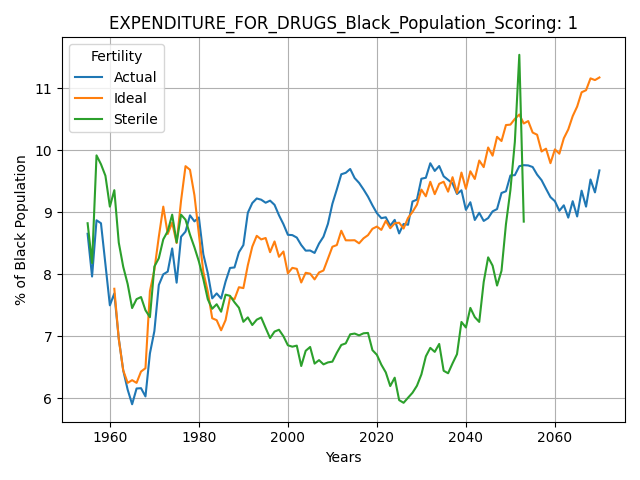 EXPENDITURE_FOR_DRUGS_Black_Population_Scoring: 1
Fertility
Actual
Ideal
Sterile
% of Black Population
11
10
9
8
7
6
1960 1980 2000 2020 2040 2060
Years